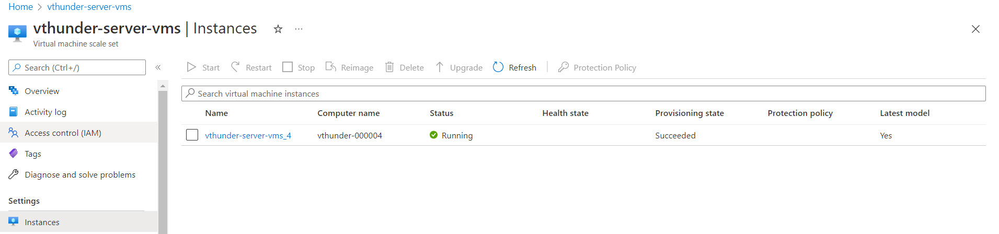 Home > vthunder-server-vms
vthunder-server-vms | Instances ☆ ···
Virtual machine scale set
Search (Ctrl+/) «
Overview
Activity log
Access control (IAM)
Tags
Diagnose and solve problems
Settings
Instances
Start Restart Stop Reimage Delete Upgrade Refresh Protection Policy
Search virtual machine instances
Name Computer name Status Health state Provisioning state Protection policy Latest model
vthunder-server-vms_4 vthunder-000004 Running Succeeded Yes